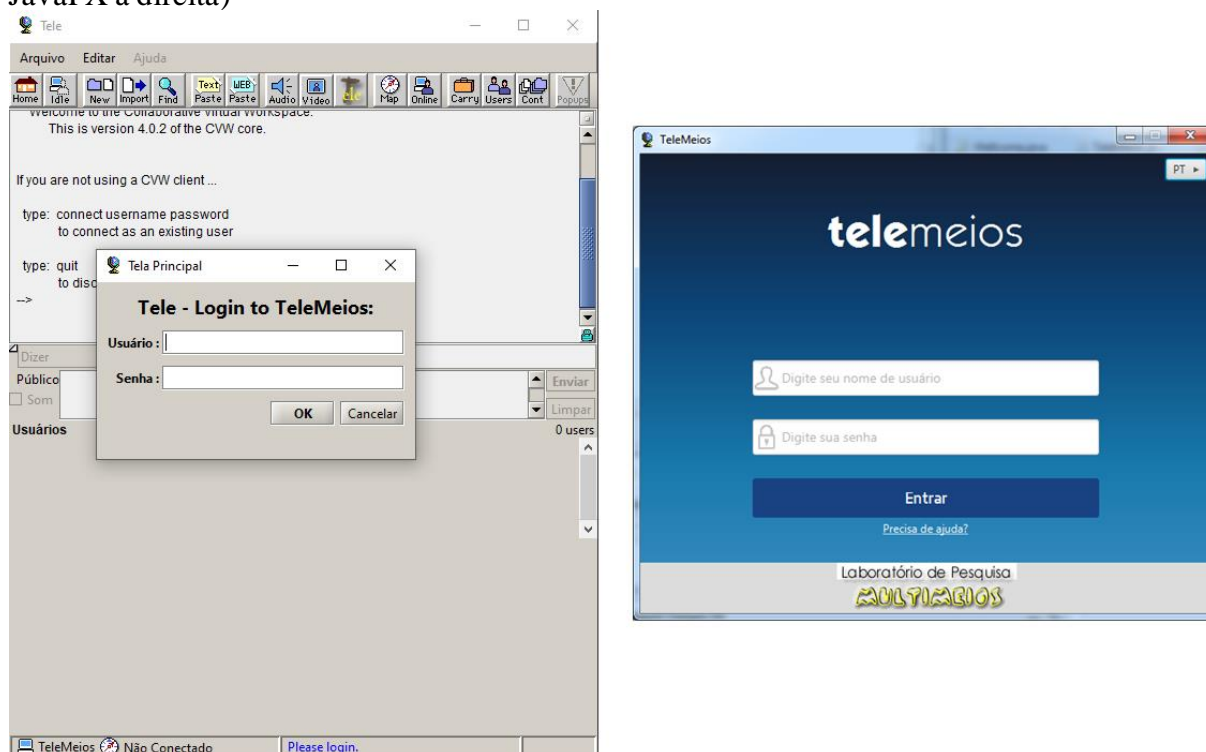 JavaFX à direita)
Tele
Arquivo Editar Ajuda
Home Idle New Import Find Text Paste WEB Paste Audio Video Map Online Carry Users Cont Popups
Welcome to the Collaborative Virtual Workspace.
This is version 4.0.2 of the CVW core.
If you are not using a CVW client ...
type: connect username password
to connect as an existing user
type: quit
to disc
-->
Tela Principal
Tele - Login to TeleMeios:
Usuário :
Senha :
OK Cancelar
Dizer
Público
Enviar
Som
Limpar
Usuários 0 users
TeleMeios Não Conectado Please login.
TeleMeios
PT
telemeios
Digite seu nome de usuário
Digite sua senha
Entrar
Precisa de ajuda?
Laboratório de Pesquisa
MULTIMEIOS